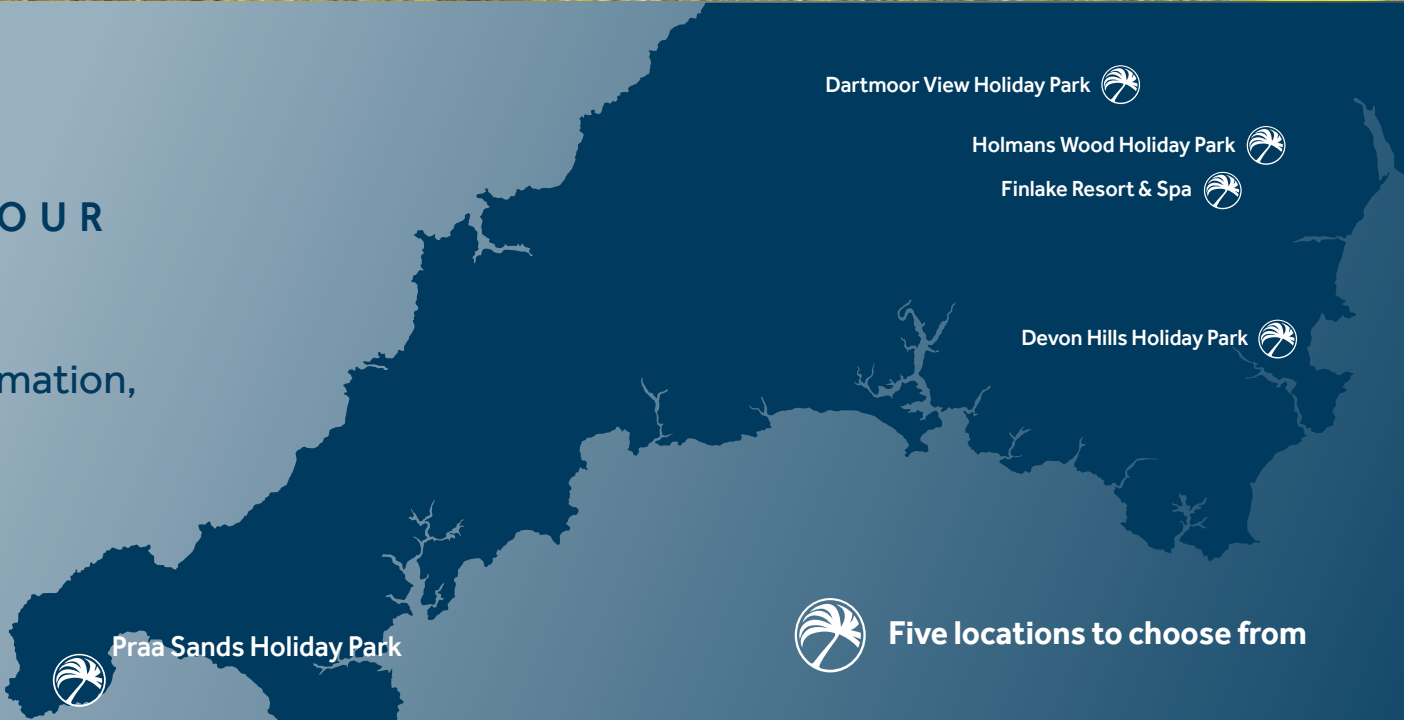 Dartmoor View Holiday Park
Holmans Wood Holiday Park
Finlake Resort & Spa
OUR
Devon Hills Holiday Park
mation,
Praa Sands Holiday Park
Five locations to choose from